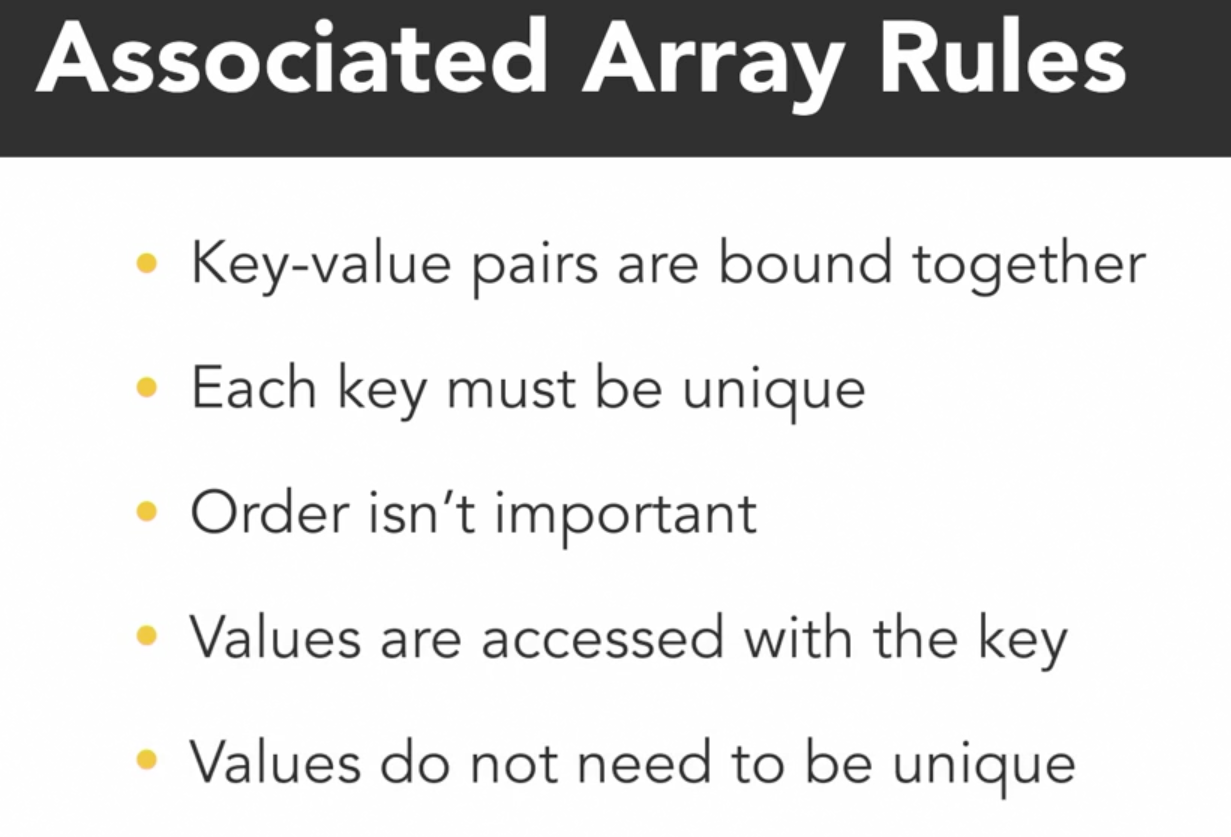 Associated Array Rules
• Key-value pairs are bound together
• Each key must be unique
• Order isn’t important
• Values are accessed with the key
• Values do not need to be unique